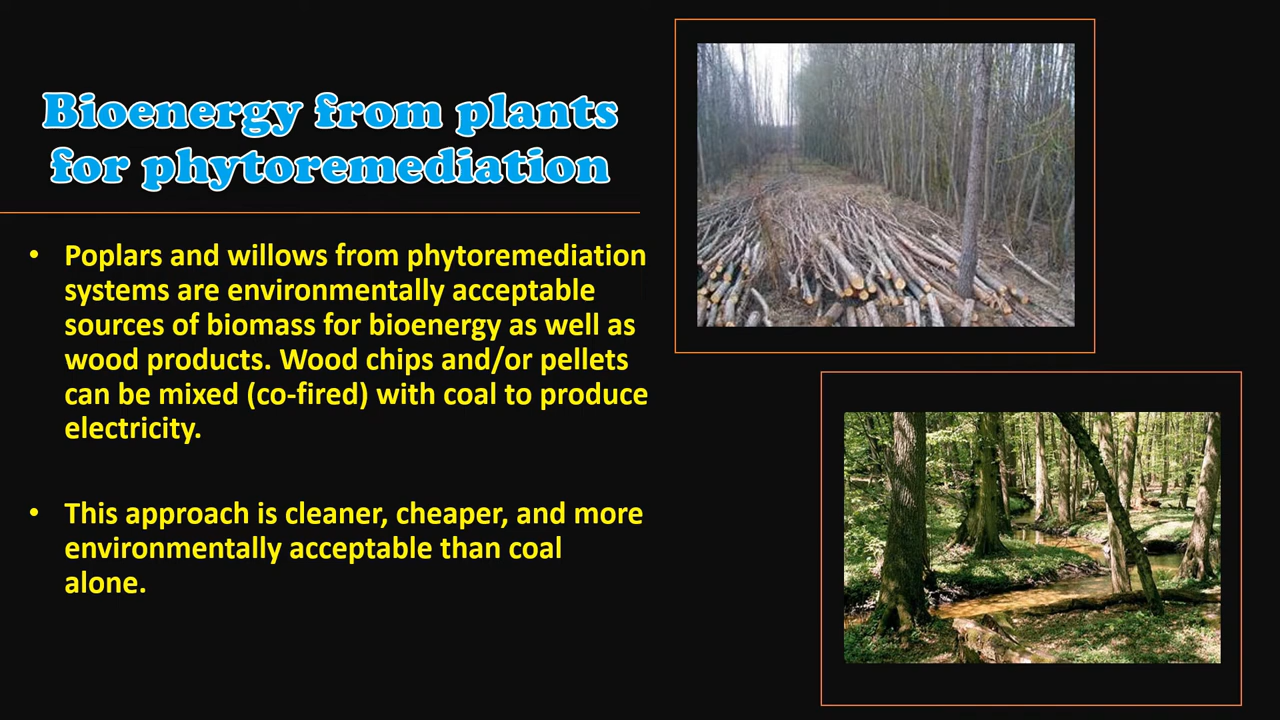 Bioenergy from plants
for phytoremediation
• Poplars and willows from phytoremediation
systems are environmentally acceptable
sources of biomass for bioenergy as well as
wood products. Wood chips and/or pellets
can be mixed (co-fired) with coal to produce
electricity.
• This approach is cleaner, cheaper, and more
environmentally acceptable than coal
alone.